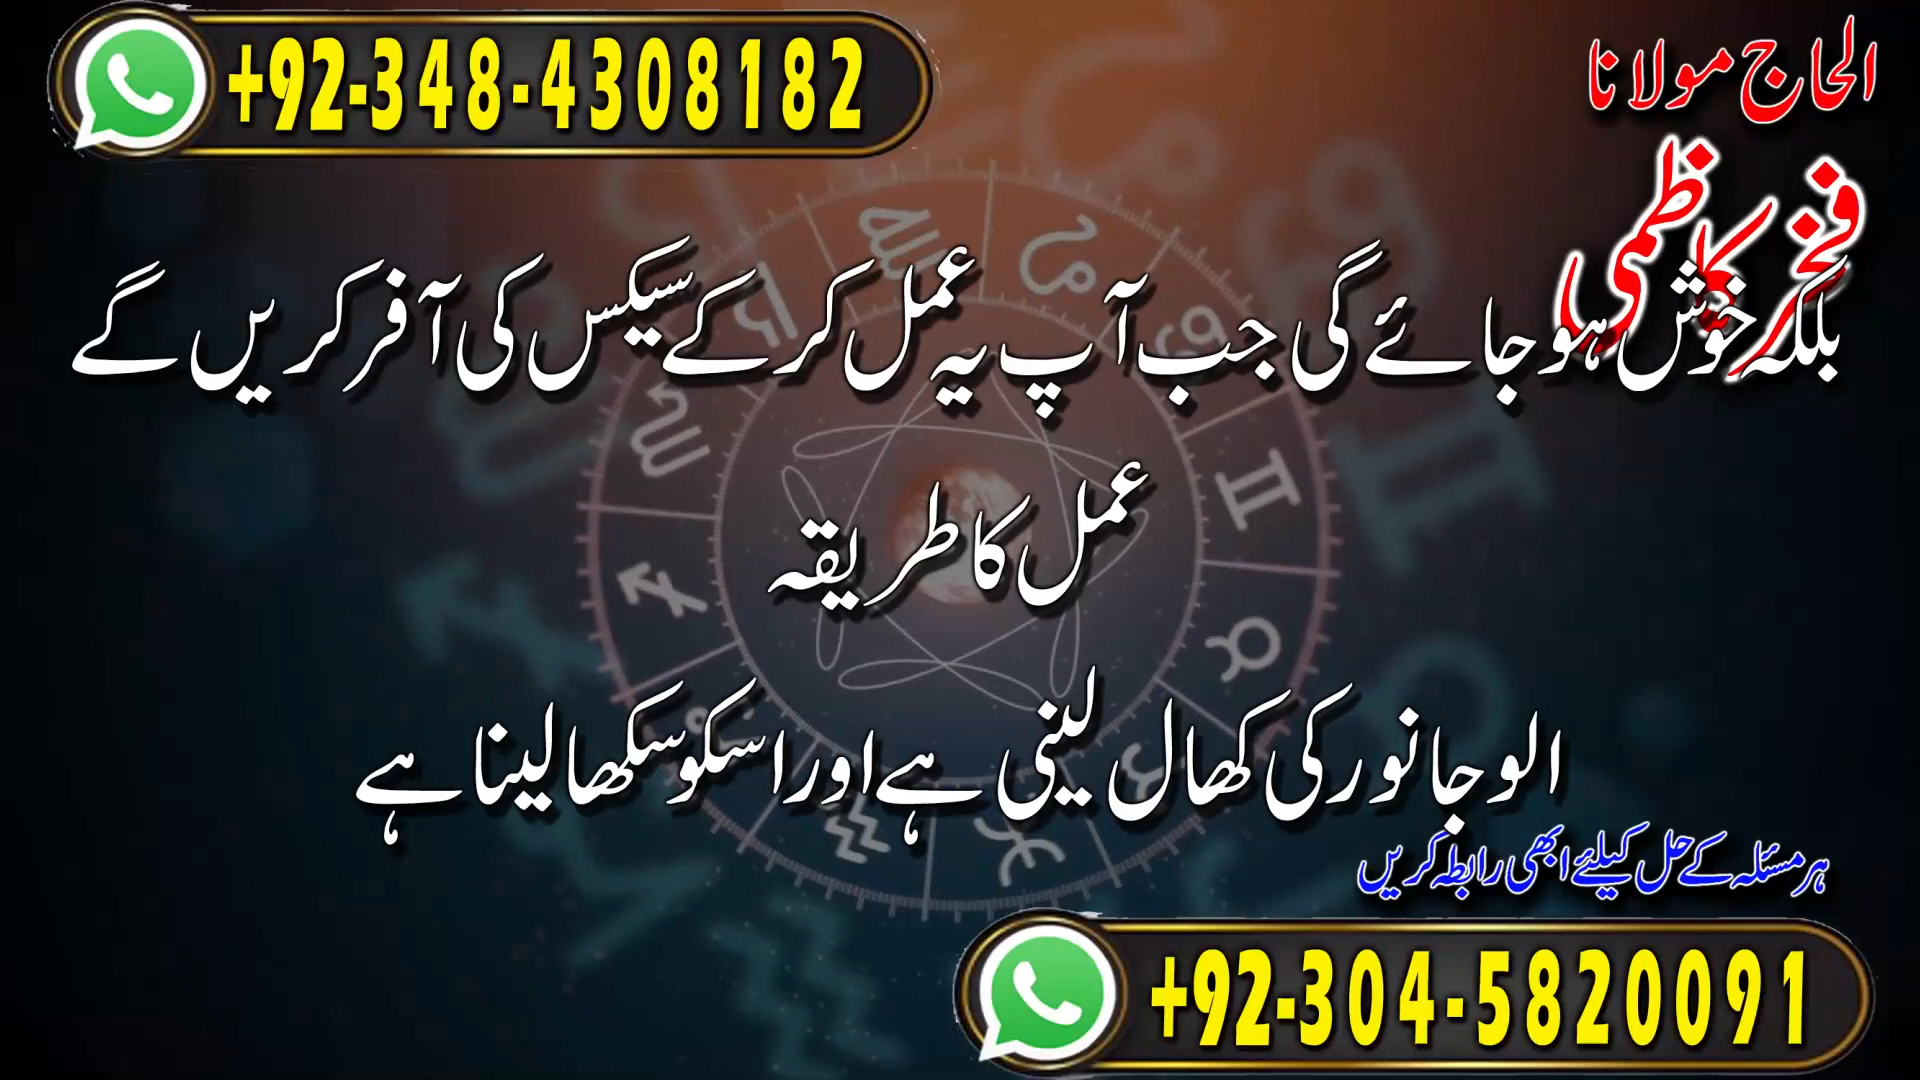 +92-348-4308182
الحاج مولانا
فخر کاظمی
بلکہ خوش ہو جائے گی جب آپ یہ عمل کر کے سیکس کی آفر کریں گے
عمل کا طریقہ
الو جانور کی کھال لینی ہے اور اسکو سکھا لینا ہے
ہر مسئلہ کے حل کیلئے ابھی رابطہ کریں
+92-304-5820091